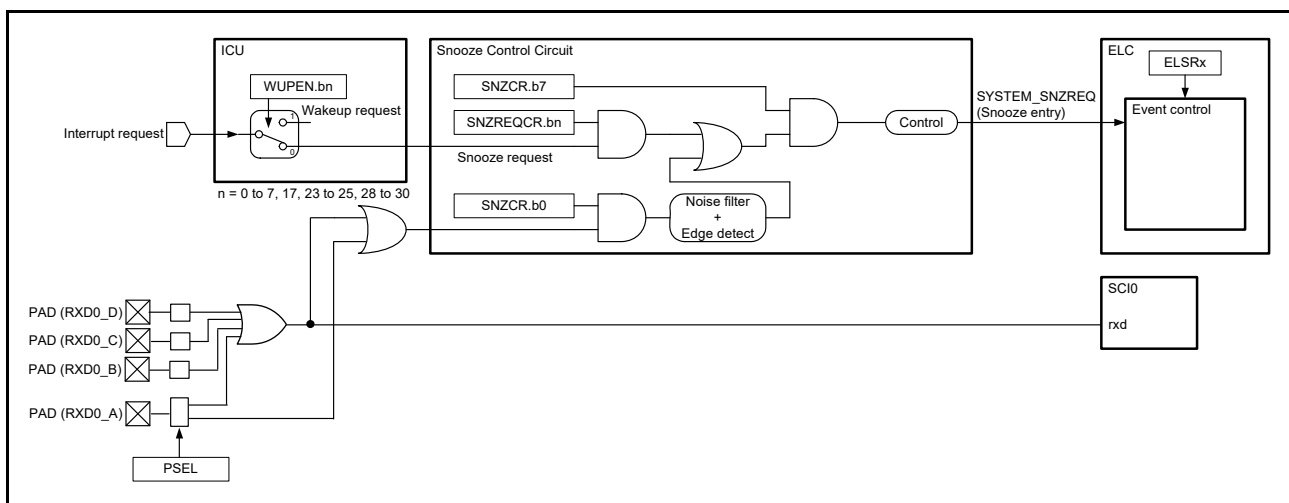 ICU
WUPEN.bn
1
Wakeup request
0
Interrupt request
n = 0 to 7, 17, 23 to 25, 28 to 30
Snooze Control Circuit
SNZCR.b7
SNZREQCR.bn
Snooze request
SNZCR.b0
Noise filter
+
Edge detect
Control
SYSTEM_SNZREQ
(Snooze entry)
ELC
ELSRx
Event control
PAD (RXD0_D)
PAD (RXD0_C)
PAD (RXD0_B)
PAD (RXD0_A)
PSEL
SCI0
rxd